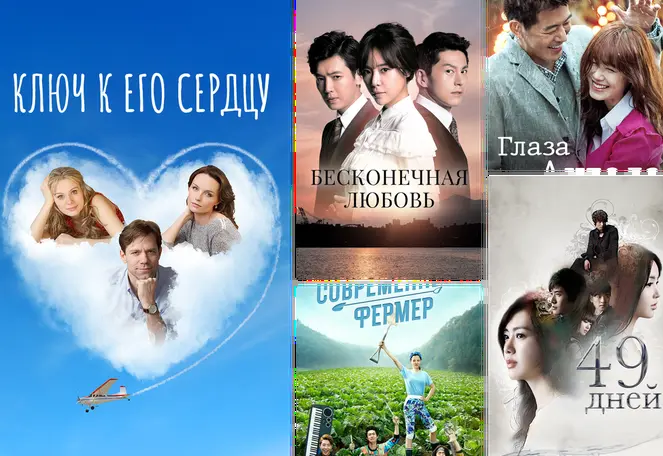 КЛЮЧ К ЕГО СЕРДЦУ
БЕСКОНЕЧНАЯ
ЛЮБОВЬ
Глаза
ФЕРМЕР
49
дней